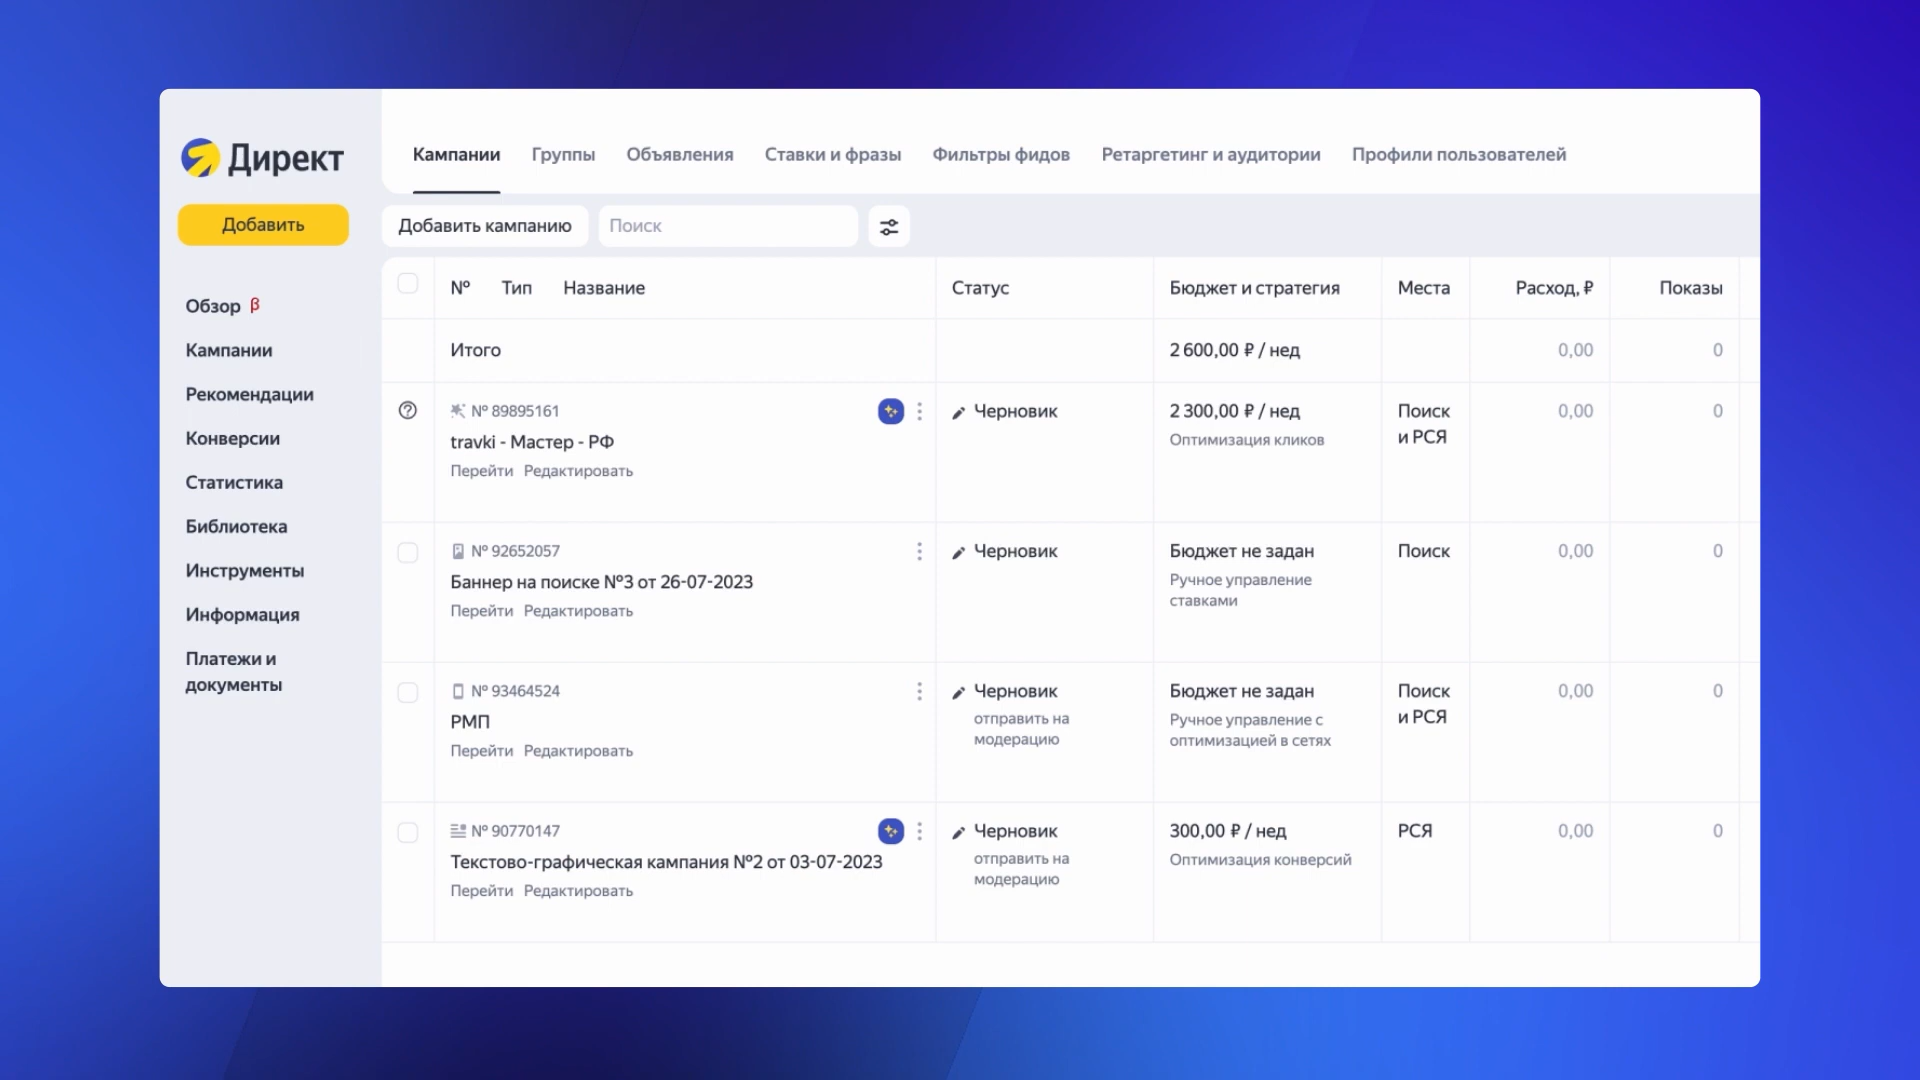 Директ
Кампании Группы Объявления Ставки и фразы Фильтры фидов Ретаргетинг и аудитории Профили пользователей
Добавить
Добавить кампанию Поиск
Обзор β
Кампании
Рекомендации
Конверсии
Статистика
Библиотека
Инструменты
Информация
Платежи и
документы
№ Тип Название Статус Бюджет и стратегия Места Расход, ₽ Показы
Итого 2 600,00 ₽ / нед 0,00 0
№ 89895161 Черновик 2 300,00 ₽ / нед Поиск 0,00 0
и РСЯ
travki - Мастер - РФ Оптимизация кликов
Перейти Редактировать
№ 92652057 Черновик Бюджет не задан Поиск 0,00 0
Баннер на поиске №3 от 26-07-2023 Ручное управление
ставками
Перейти Редактировать
№ 93464524 Черновик Бюджет не задан Поиск 0,00 0
и РСЯ
РМП отправить на Ручное управление с
модерацию оптимизацией в сетях
Перейти Редактировать
№ 90770147 Черновик 300,00 ₽ / нед РСЯ 0,00 0
Текстово-графическая кампания №2 от 03-07-2023 отправить на Оптимизация конверсий
модерацию
Перейти Редактировать